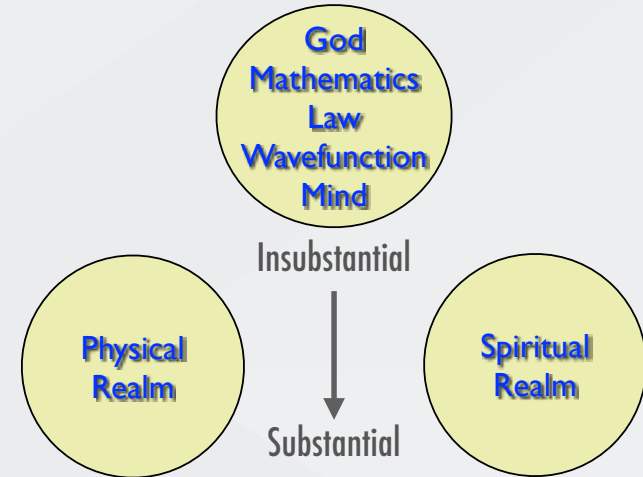 God
Mathematics
Law
Wavefunction
Mind
Insubstantial
Physical
Realm
Spiritual
Realm
Substantial